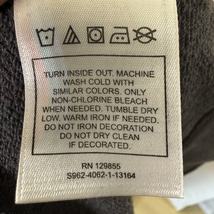 TURN INSIDE OUT. MACHINE
WASH COLD WITH
SIMILAR COLORS. ONLY
NON-CHLORINE BLEACH
WHEN NEEDED. TUMBLE DRY
LOW. WARM IRON IF NEEDED.
DO NOT IRON DECORATION
DO NOT DRY CLEAN
IF DECORATED.
RN 129855
S962-4062-1-13164